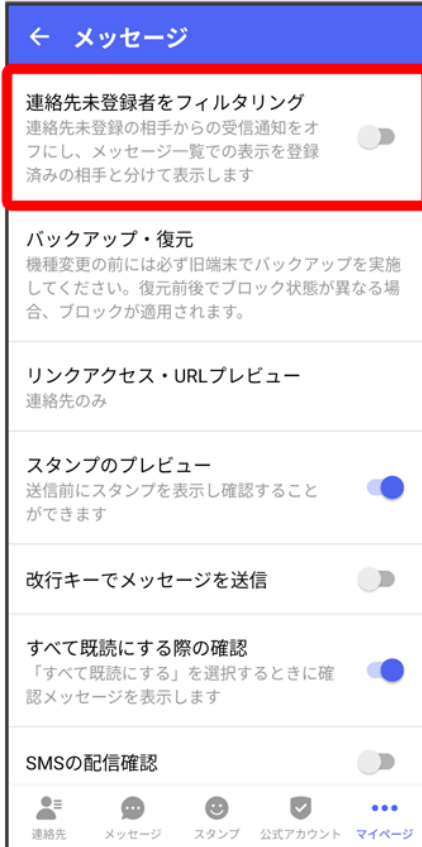 メッセージ
連絡先未登録者をフィルタリング
連絡先未登録の相手からの受信通知をオ
フにし、メッセージ一覧での表示を登録
済みの相手と分けて表示します
バックアップ・復元
機種変更の前には必ず旧端末でバックアップを実施
してください。復元前後でブロック状態が異なる場
合、ブロックが適用されます。
リンクアクセス・URLプレビュー
連絡先のみ
スタンプのプレビュー
送信前にスタンプを表示し確認すること
ができます
改行キーでメッセージを送信
すべて既読にする際の確認
「すべて既読にする」を選択するときに確
認メッセージを表示します
SMSの配信確認
連絡先 メッセージ スタンプ 公式アカウント マイページ